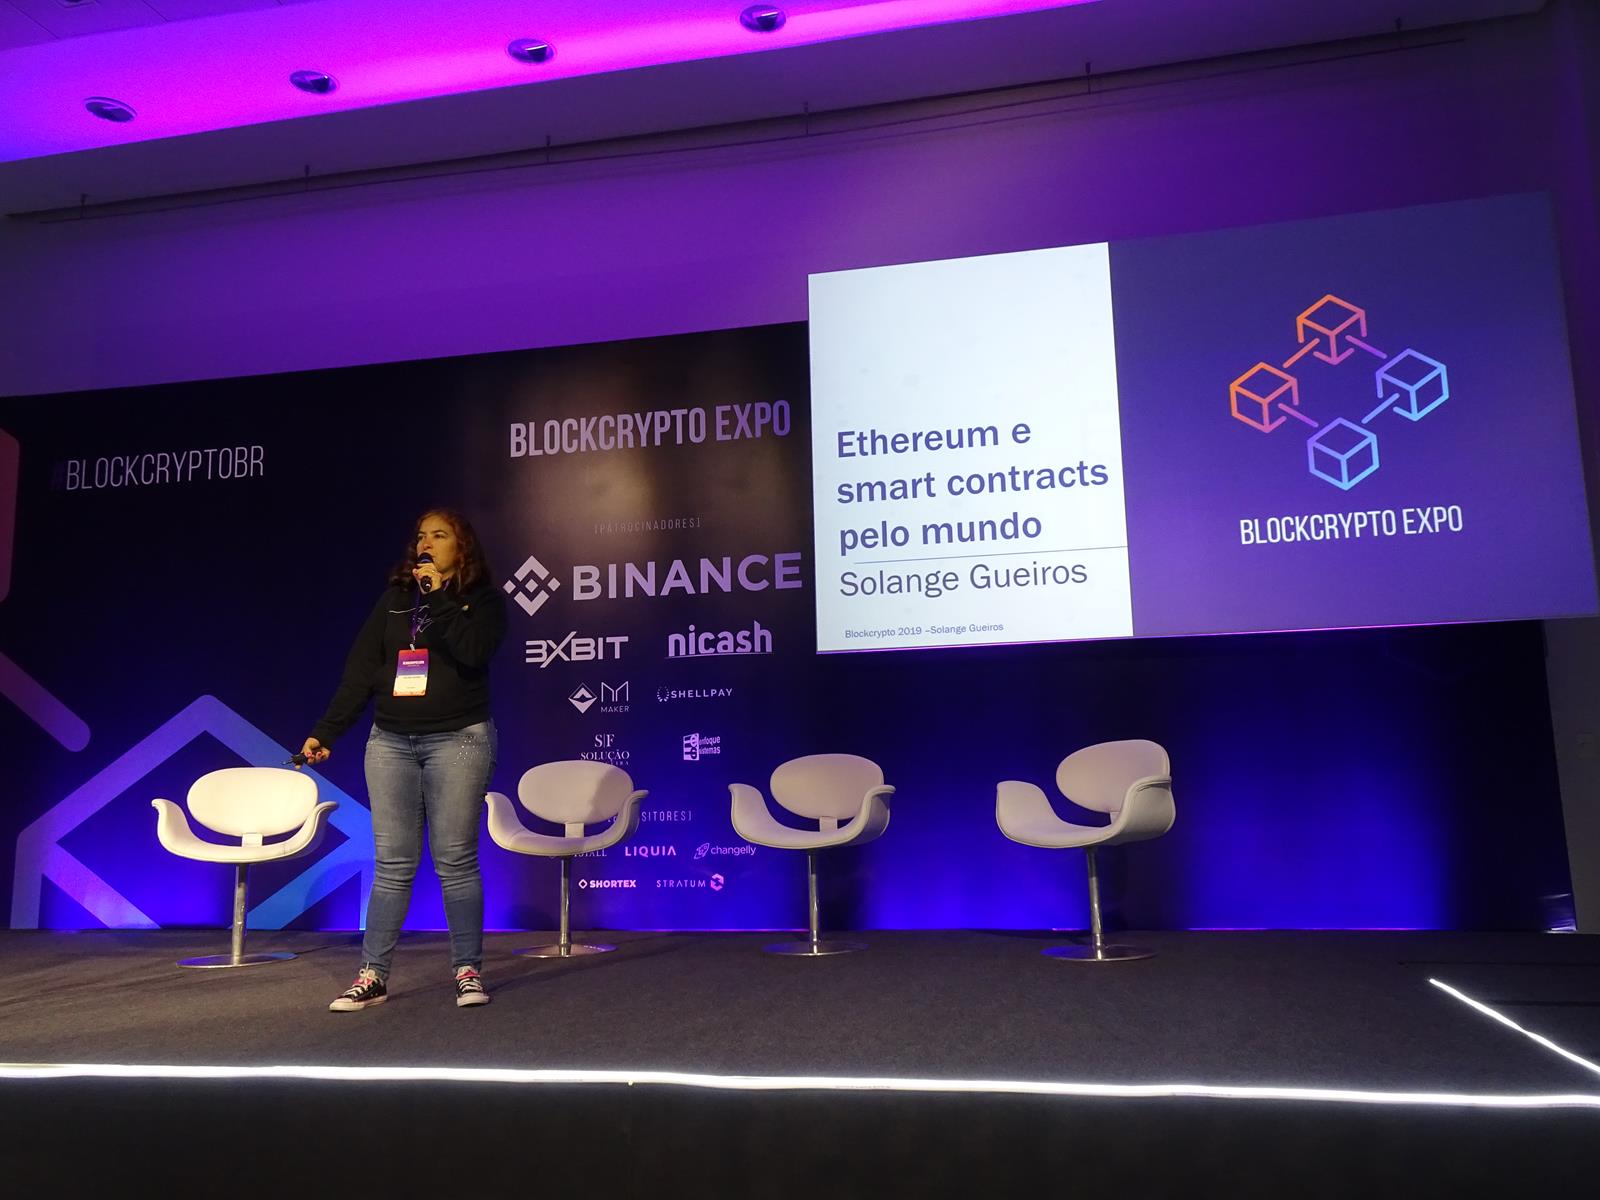 #BLOCKCRYPTOBR
BLOCKCRYPTO EXPO
[PATROCINADORES]
BINANCE
3XBIT
nicash
MAKER
SHELLPAY
S|F
SOLUÇÃO
enfoque
sistemas
SITORES]
LIQUIA
changelly
SHORTEX
STRATUM
Ethereum e
smart contracts
pelo mundo
Solange Gueiros
Blockcrypto 2019 –Solange Gueiros
BLOCKCRYPTO EXPO